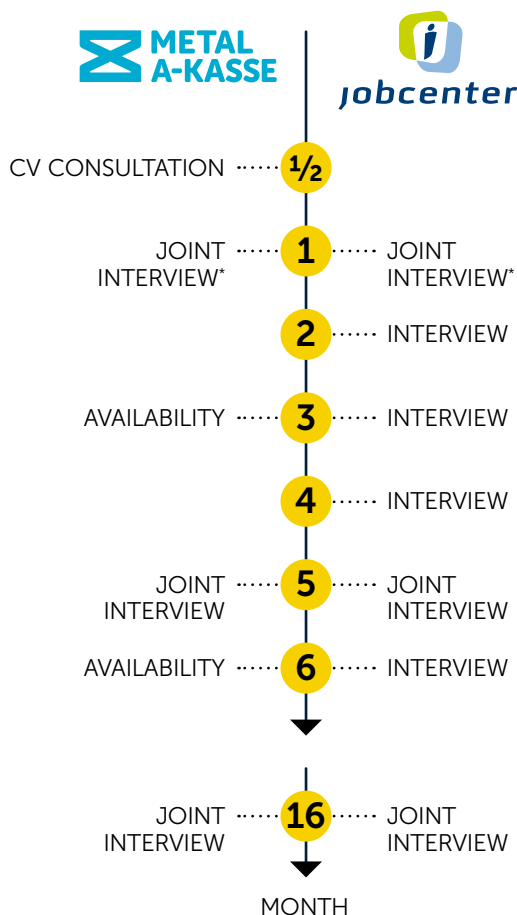 METAL
A-KASSE
jobcenter
CV CONSULTATION
1/2
JOINT
INTERVIEW*
1
JOINT
INTERVIEW*
2
INTERVIEW
AVAILABILITY
3
INTERVIEW
4
INTERVIEW
JOINT
INTERVIEW
5
JOINT
INTERVIEW
AVAILABILITY
6
INTERVIEW
JOINT
INTERVIEW
16
JOINT
INTERVIEW
MONTH